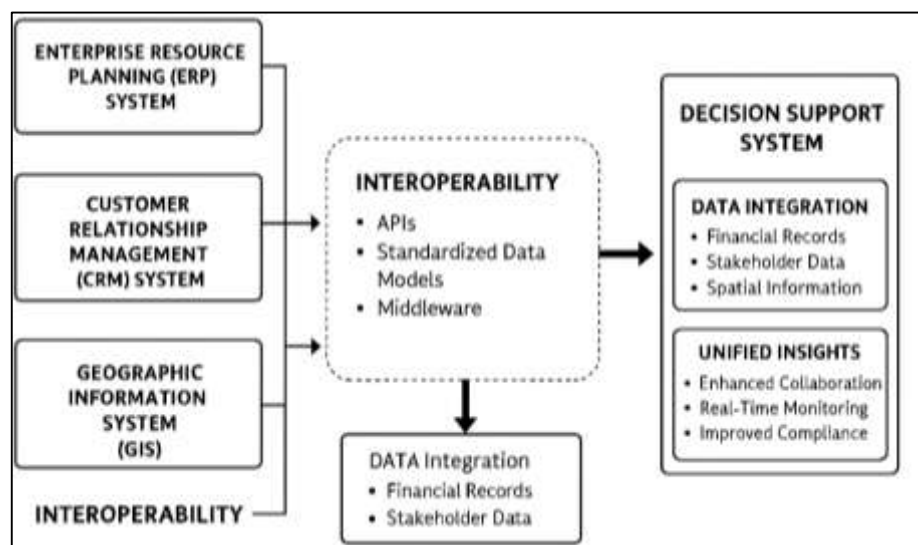 ENTERPRISE RESOURCE
PLANNING (ERP)
SYSTEM
CUSTOMER
RELATIONSHIP
MANAGEMENT
(CRM) SYSTEM
GEOGRAPHIC
INFORMATION
SYSTEM
(GIS)
INTEROPERABILITY
INTEROPERABILITY
• APIs
• Standardized Data
Models
• Middleware
DATA Integration
• Financial Records
• Stakeholder Data
DECISION SUPPORT
SYSTEM
DATA INTEGRATION
• Financial Records
• Stakeholder Data
• Spatial Information
UNIFIED INSIGHTS
• Enhanced Collaboration
• Real-Time Monitoring
• Improved Compliance